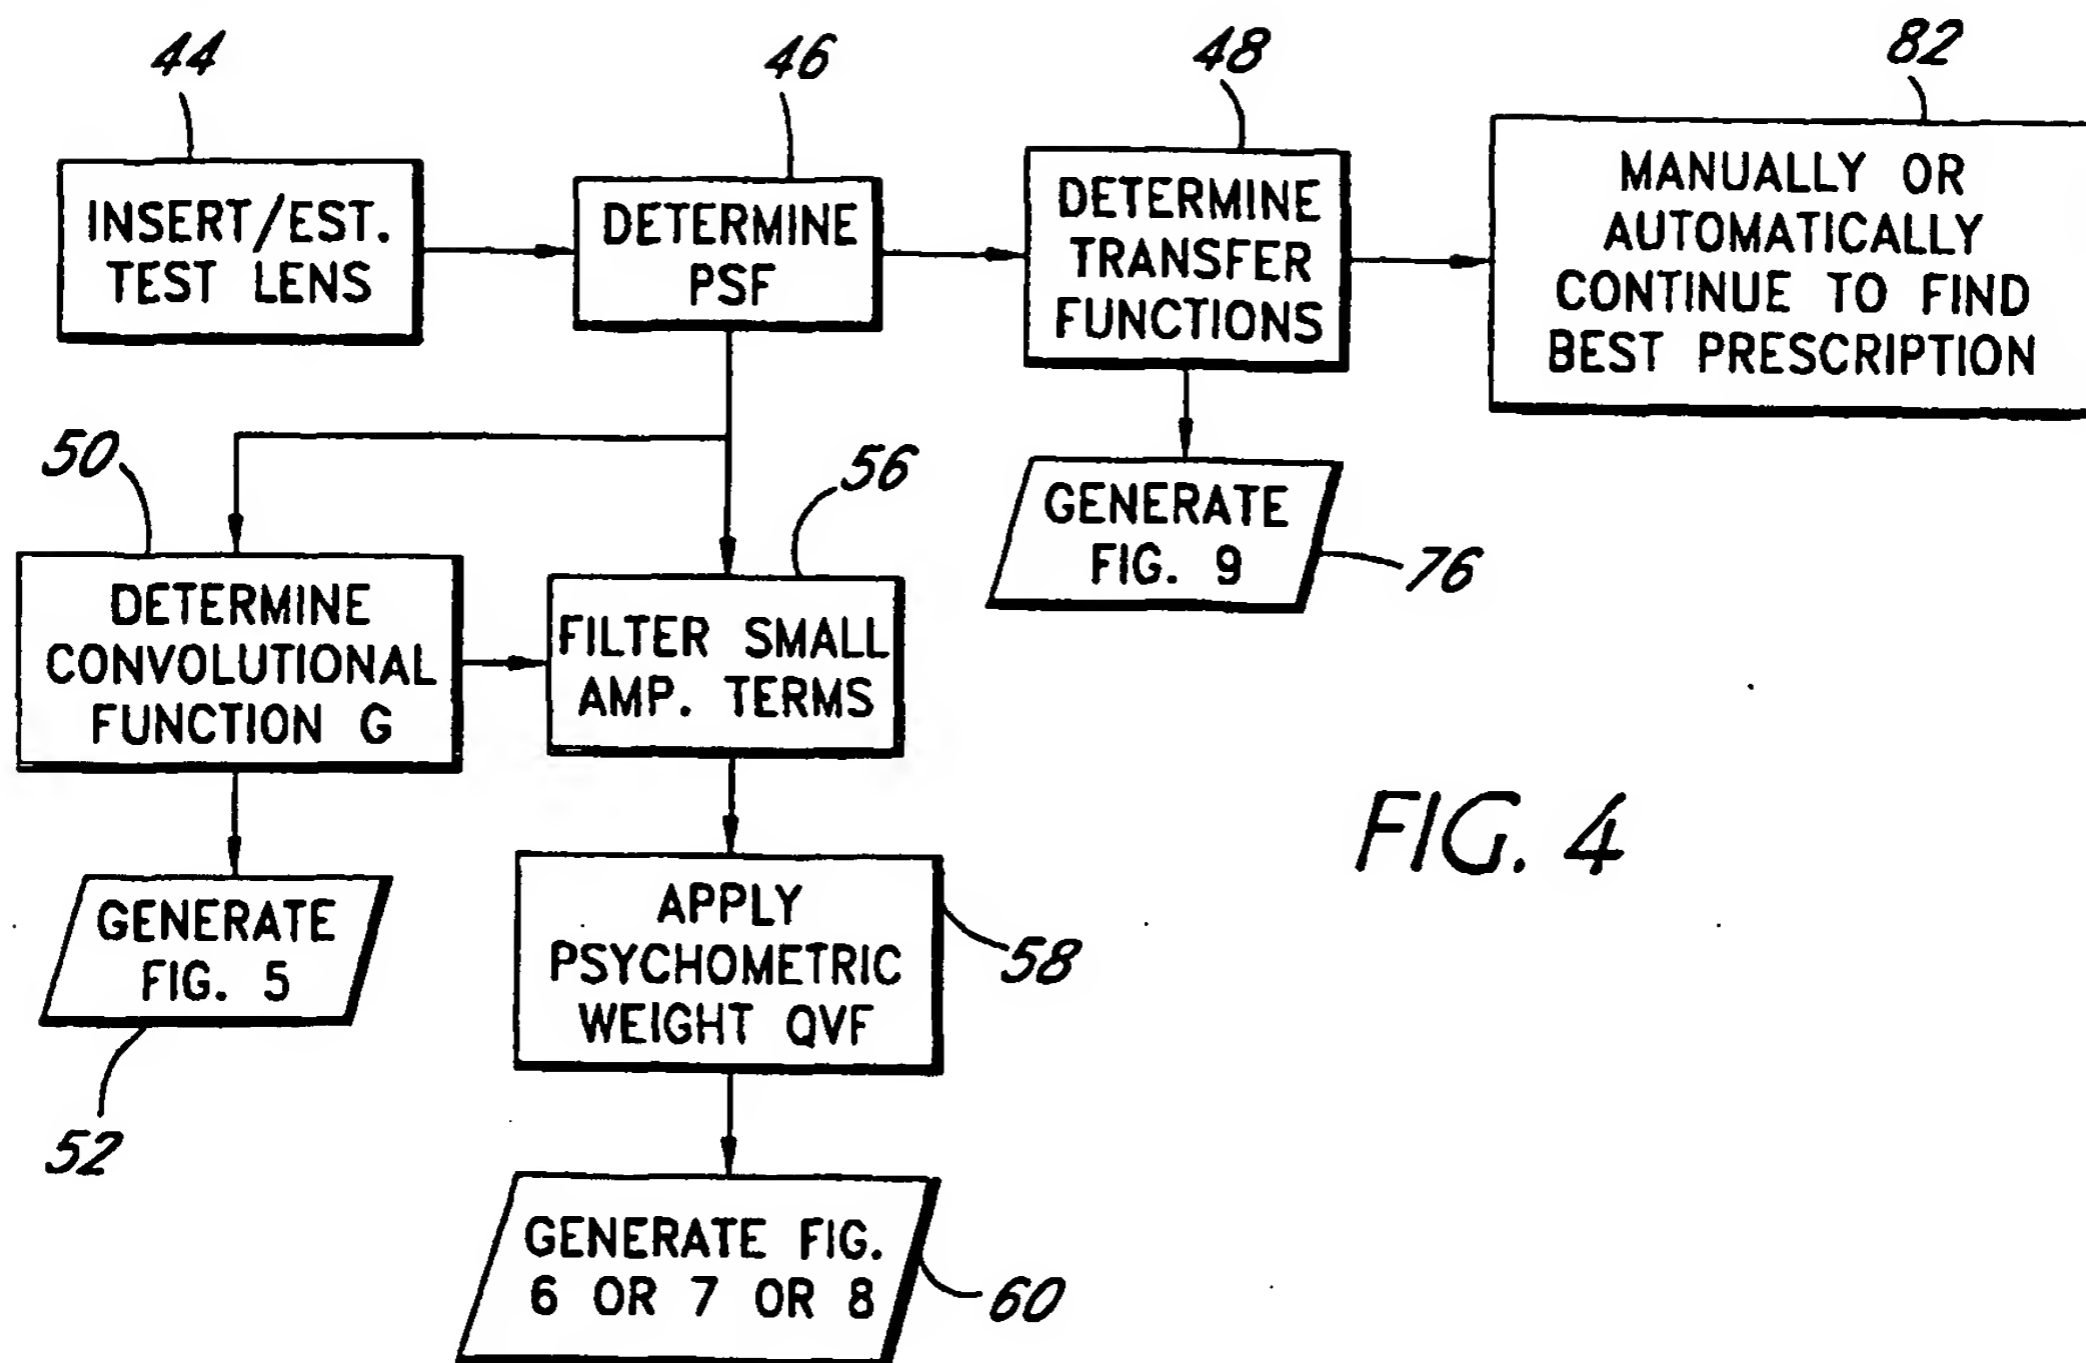 44
46
48
82
INSERT/EST.
TEST LENS
DETERMINE
PSF
DETERMINE
TRANSFER
FUNCTIONS
MANUALLY OR
AUTOMATICALLY
CONTINUE TO FIND
BEST PRESCRIPTION
50
56
GENERATE
FIG. 9
76
DETERMINE
CONVOLUTIONAL
FUNCTION G
FILTER SMALL
AMP. TERMS
FIG. 4
GENERATE
FIG. 5
52
APPLY
PSYCHOMETRIC
WEIGHT QVF
58
GENERATE FIG.
6 OR 7 OR 8
60